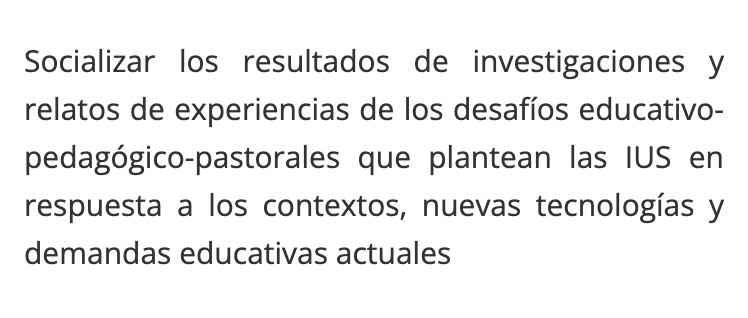 Socializar los resultados de investigaciones y
relatos de experiencias de los desafíos educativo-
pedagógico-pastorales que plantean las IUS en
respuesta a los contextos, nuevas tecnologías y
demandas educativas actuales